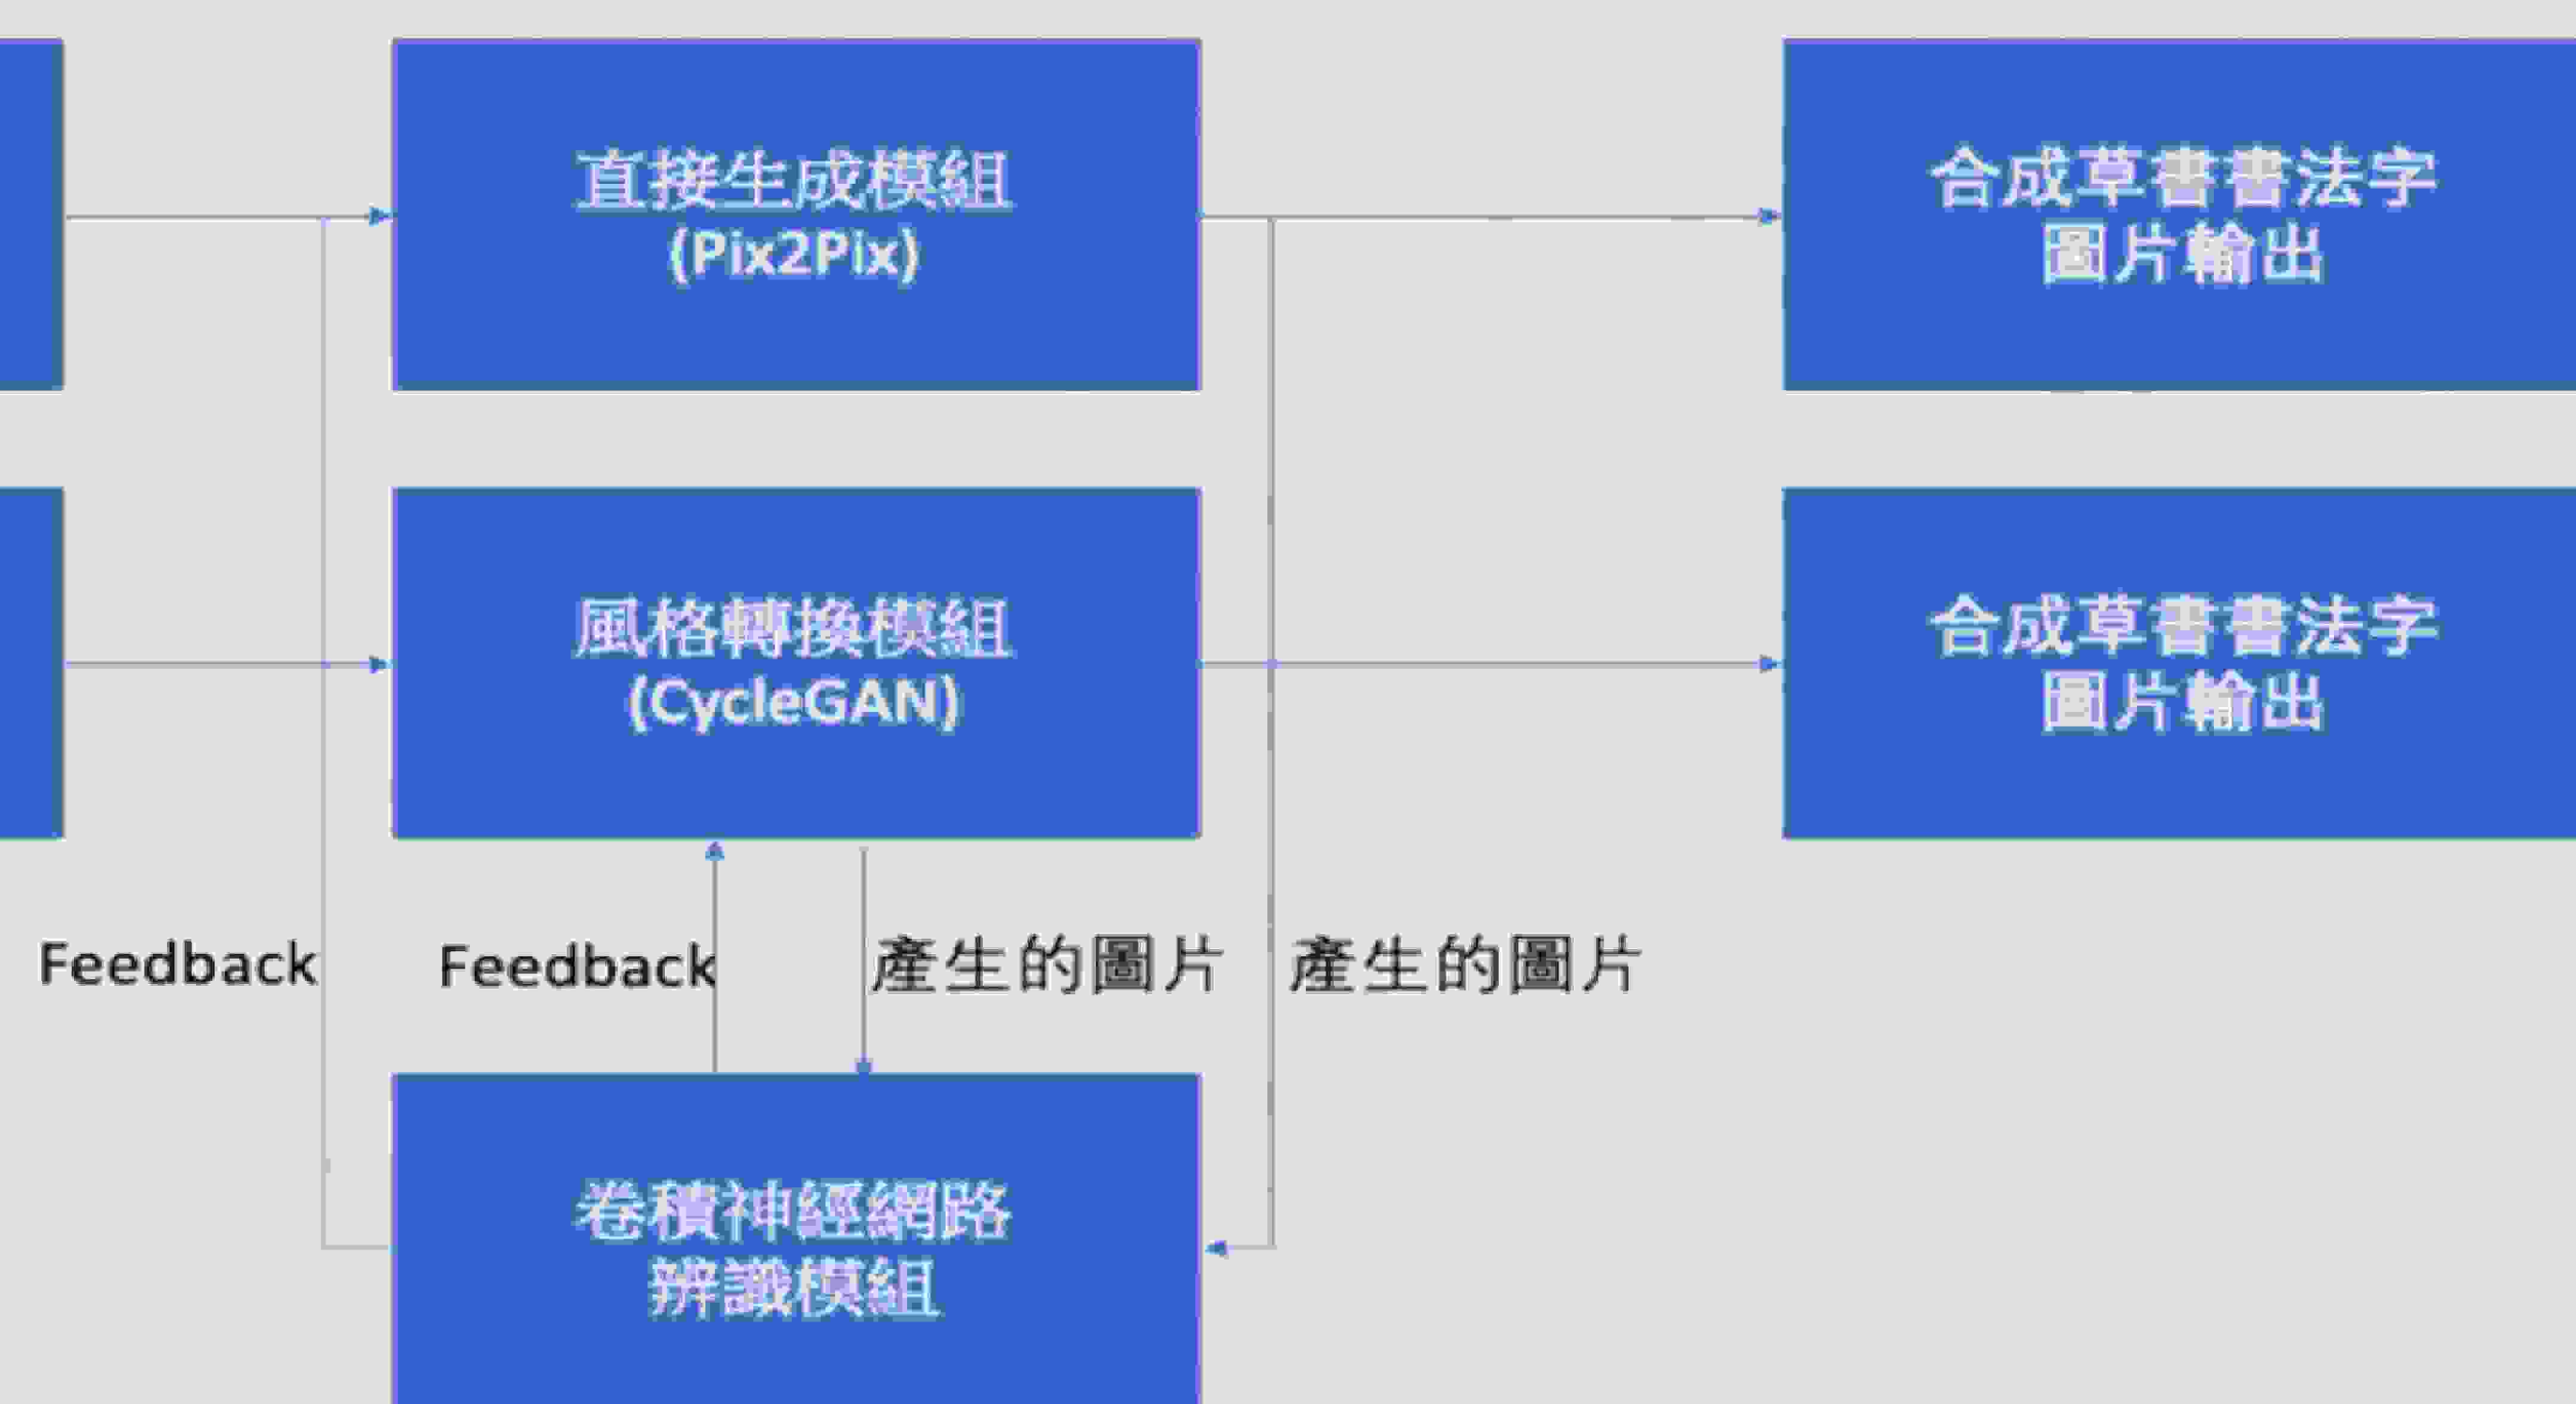 直接生成模組
(Pix2Pix)
合成草書書法字
圖片輸出
風格轉換模組
(CycleGAN)
合成草書書法字
圖片輸出
Feedback
Feedback
產生的圖片
產生的圖片
卷積神經網路
辨識模組